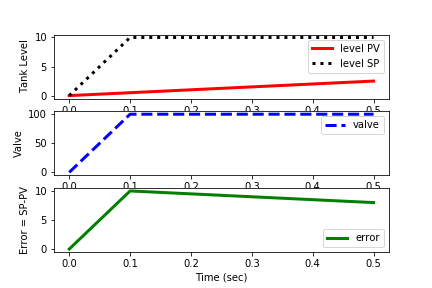 10
5
0
Tank Level
level PV
level SP
0.0 0.1 0.2 0.3 0.4 0.5
100
50
0
Valve
valve
0.0 0.1 0.2 0.3 0.4 0.5
10
5
0
Error = SP-PV
error
0.0 0.1 0.2 0.3 0.4 0.5
Time (sec)